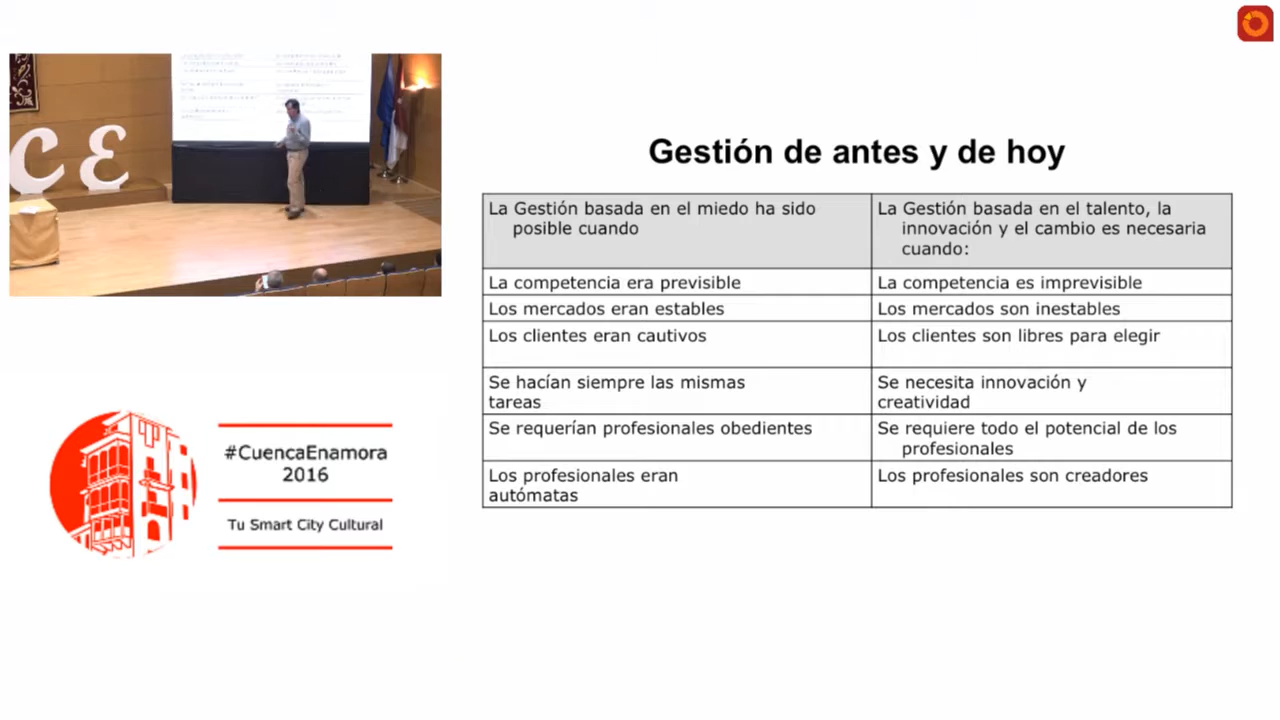 CE
Gestión de antes y de hoy
La Gestión basada en el miedo ha sido
posible cuando
La Gestión basada en el talento, la
innovación y el cambio es necesaria
cuando:
La competencia era previsible
La competencia es imprevisible
Los mercados eran estables
Los mercados son inestables
Los clientes eran cautivos
Los clientes son libres para elegir
Se hacían siempre las mismas
tareas
Se necesita innovación y
creatividad
Se requerían profesionales obedientes
Se requiere todo el potencial de los
profesionales
Los profesionales eran
autómatas
Los profesionales son creadores
#CuencaEnamora
2016
Tu Smart City Cultural